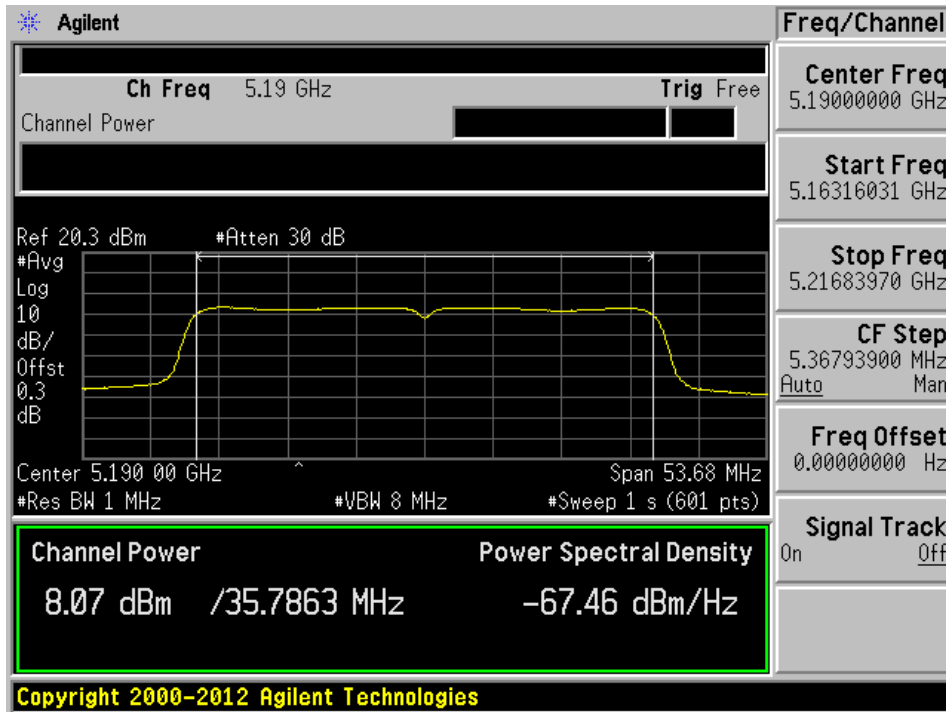 Agilent
Freq/Channel
Ch Freq 5.19 GHz Trig Free
Channel Power
Center Freq
5.19000000 GHz
Start Freq
5.16316031 GHz
Stop Freq
5.21683970 GHz
CF Step
5.36793900 MHz
Auto Man
Freq Offset
0.00000000 Hz
Signal Track
On Off
Ref 20.3 dBm #Atten 30 dB
#Avg
Log
10
dB/
Offst
0.3
dB
Center 5.190 00 GHz ^ Span 53.68 MHz
#Res BW 1 MHz #VBW 8 MHz #Sweep 1 s (601 pts)
Channel Power Power Spectral Density
8.07 dBm /35.7863 MHz -67.46 dBm/Hz
Copyright 2000-2012 Agilent Technologies